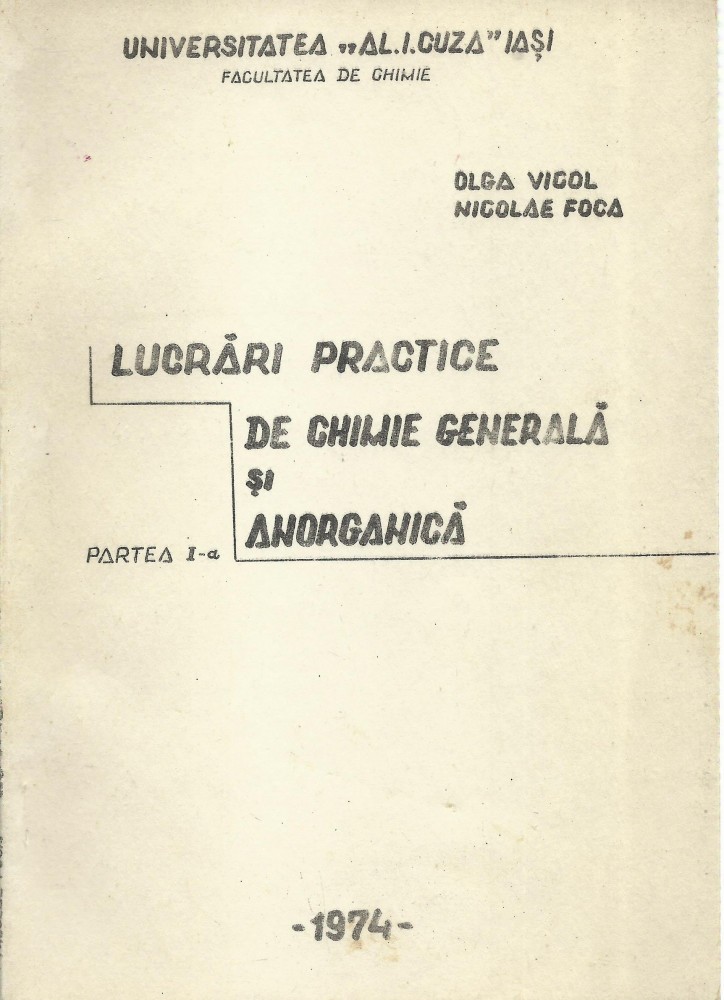 UNIVERSITATEA „AL.I.CUZA” IAȘI
FACULTATEA DE CHIMIE
OLGA VICOL
NICOLAE FOCA
LUCRĂRI PRACTICE
DE CHIMIE GENERALĂ
ȘI
ANORGANICĂ
PARTEA I-a
-1974-